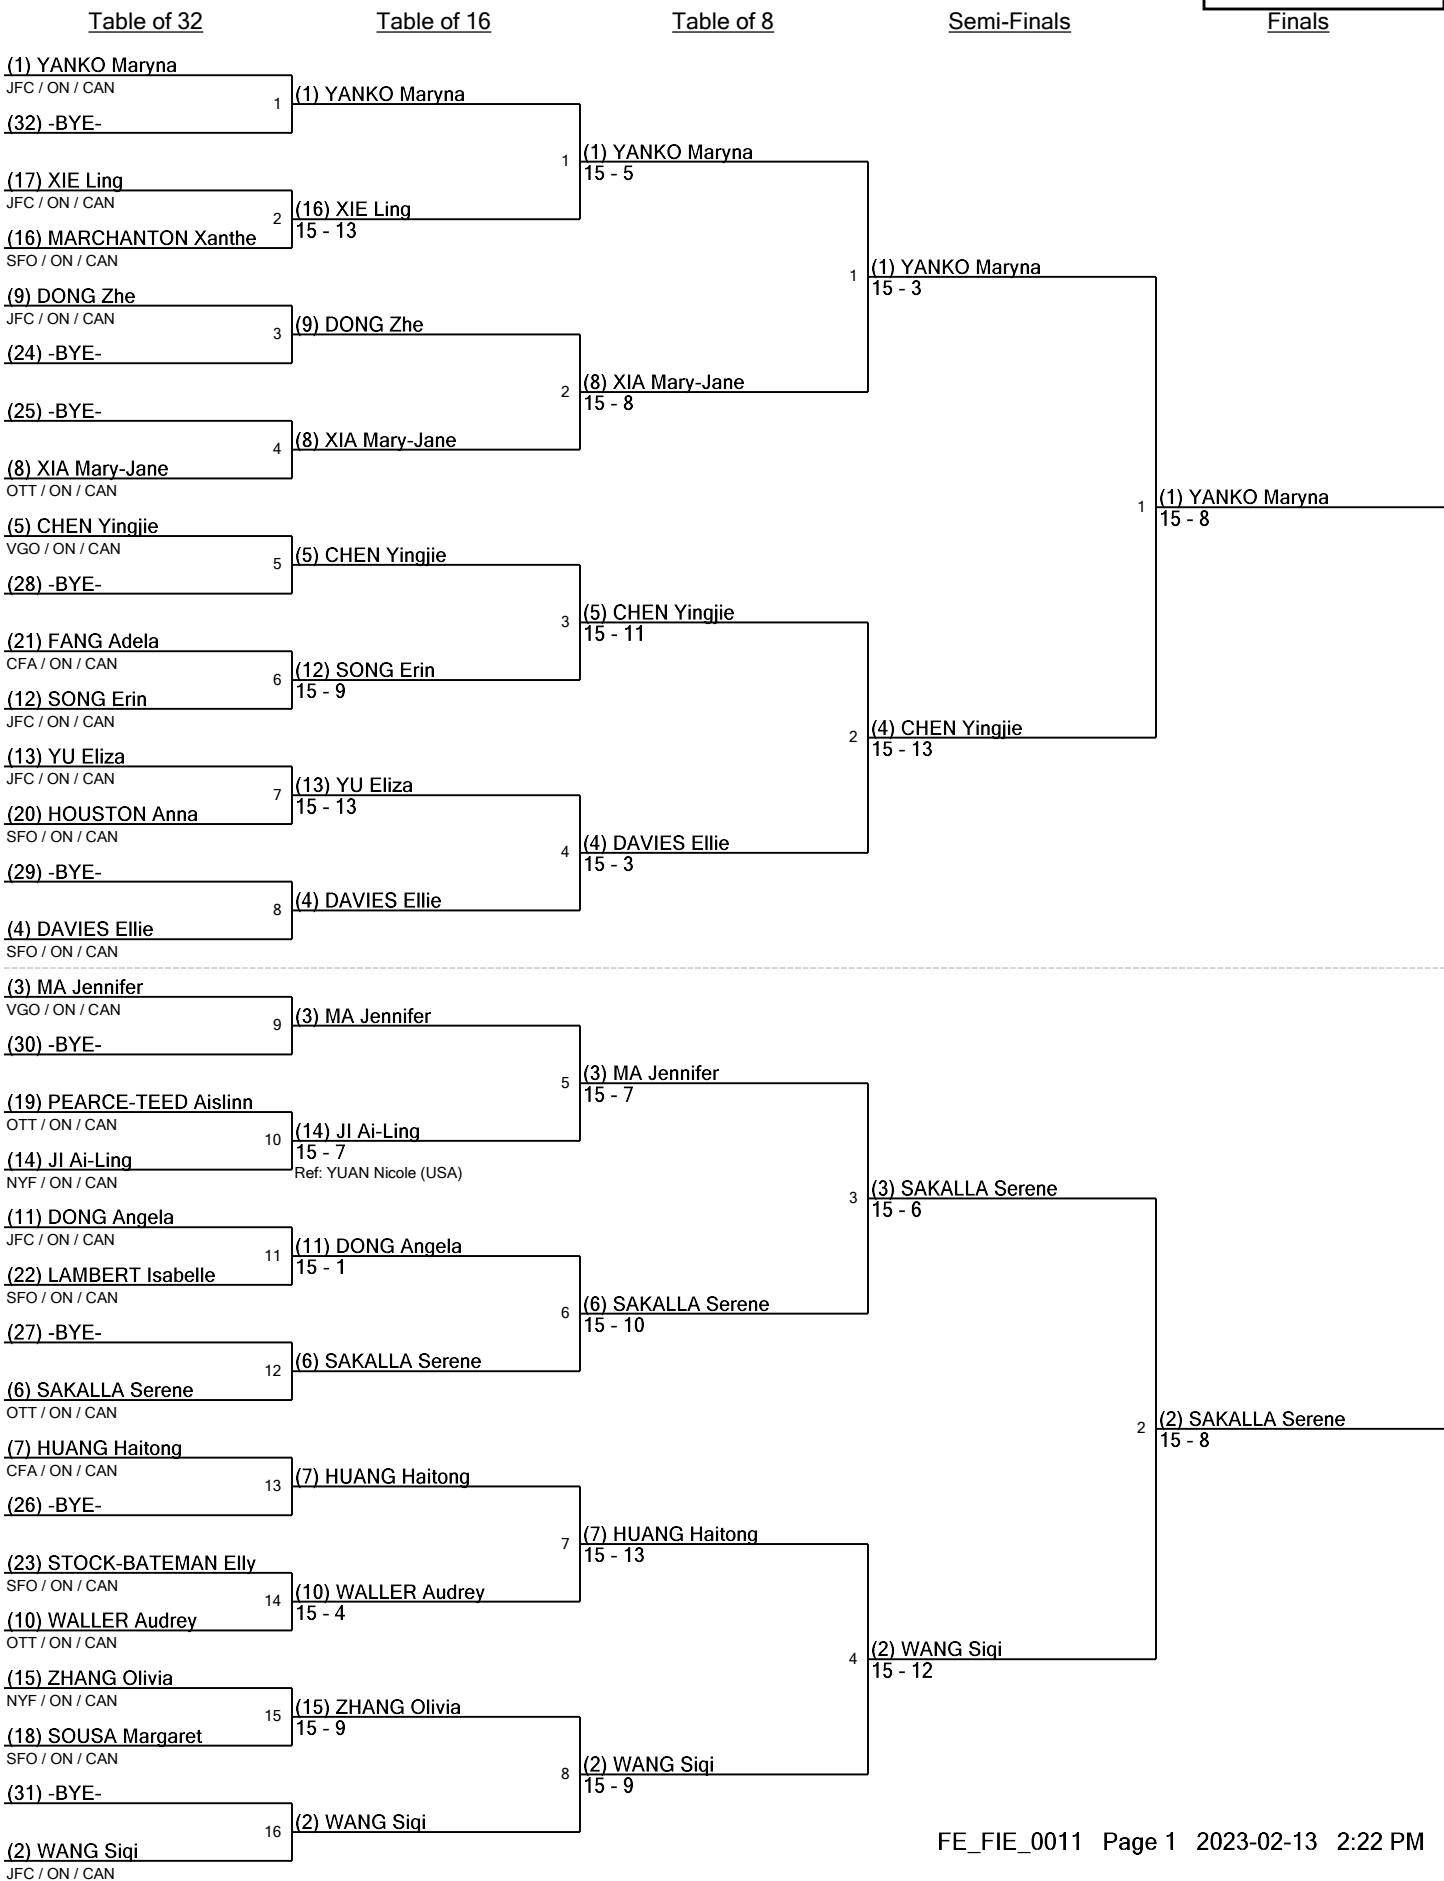 Table of 32
Table of 16
Table of 8
Semi-Finals
Finals
(1) YANKO Maryna
JFC / ON / CAN
(32) -BYE-
(17) XIE Ling
JFC / ON / CAN
(16) MARCHANTON Xanthe
SFO / ON / CAN
(9) DONG Zhe
JFC / ON / CAN
(24) -BYE-
(25) -BYE-
(8) XIA Mary-Jane
OTT / ON / CAN
(5) CHEN Yingjie
VGO / ON / CAN
(28) -BYE-
(21) FANG Adela
CFA / ON / CAN
(12) SONG Erin
JFC / ON / CAN
(13) YU Eliza
JFC / ON / CAN
(20) HOUSTON Anna
SFO / ON / CAN
(29) -BYE-
(4) DAVIES Ellie
SFO / ON / CAN
(3) MA Jennifer
VGO / ON / CAN
(30) -BYE-
(19) PEARCE-TEED Aislinn
OTT / ON / CAN
(14) JI Ai-Ling
NYF / ON / CAN
(11) DONG Angela
JFC / ON / CAN
(22) LAMBERT Isabelle
SFO / ON / CAN
(27) -BYE-
(6) SAKALLA Serene
OTT / ON / CAN
(7) HUANG Haitong
CFA / ON / CAN
(26) -BYE-
(23) STOCK-BATEMAN Elly
SFO / ON / CAN
(10) WALLER Audrey
OTT / ON / CAN
(15) ZHANG Olivia
NYF / ON / CAN
(18) SOUSA Margaret
SFO / ON / CAN
(31) -BYE-
(2) WANG Siqi
JFC / ON / CAN
1
(1) YANKO Maryna
2
(16) XIE Ling
15 - 13
3
(9) DONG Zhe
4
(8) XIA Mary-Jane
5
(5) CHEN Yingjie
6
(12) SONG Erin
15 - 9
7
(13) YU Eliza
15 - 13
8
(4) DAVIES Ellie
9
(3) MA Jennifer
10
(14) JI Ai-Ling
15 - 7
Ref: YUAN Nicole (USA)
11
(11) DONG Angela
15 - 1
12
(6) SAKALLA Serene
13
(7) HUANG Haitong
14
(10) WALLER Audrey
15 - 4
15
(15) ZHANG Olivia
15 - 9
16
(2) WANG Siqi
1
(1) YANKO Maryna
15 - 5
2
(8) XIA Mary-Jane
15 - 8
3
(5) CHEN Yingjie
15 - 11
4
(4) DAVIES Ellie
15 - 3
5
(3) MA Jennifer
15 - 7
6
(6) SAKALLA Serene
15 - 10
7
(7) HUANG Haitong
15 - 13
8
(2) WANG Siqi
15 - 9
1
(1) YANKO Maryna
15 - 3
2
(4) CHEN Yingjie
15 - 13
3
(3) SAKALLA Serene
15 - 6
4
(2) WANG Siqi
15 - 12
1
(1) YANKO Maryna
15 - 8
2
(2) SAKALLA Serene
15 - 8
FE_FIE_0011 Page 1 2023-02-13 2:22 PM